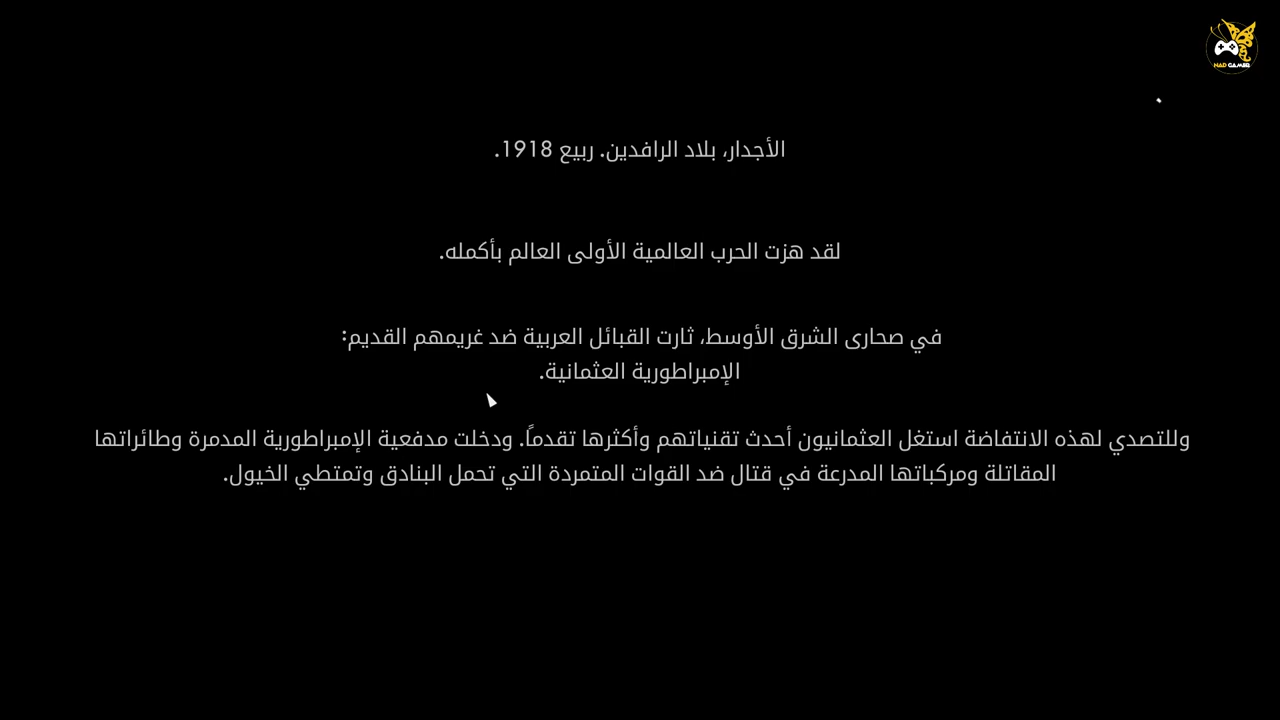 NAD GAMER
الأجدار، بلاد الرافدين. ربيع 1918.
لقد هزت الحرب العالمية الأولى العالم بأكمله.
في صحارى الشرق الأوسط، ثارت القبائل العربية ضد غريمهم القديم:
الإمبراطورية العثمانية.
وللتصدي لهذه الانتفاضة استغل العثمانيون أحدث تقنياتهم وأكثرها تقدماً. ودخلت مدفعية الإمبراطورية المدمرة وطائراتها
المقاتلة ومركباتها المدرعة في قتال ضد القوات المتمردة التي تحمل البنادق وتمتطي الخيول.